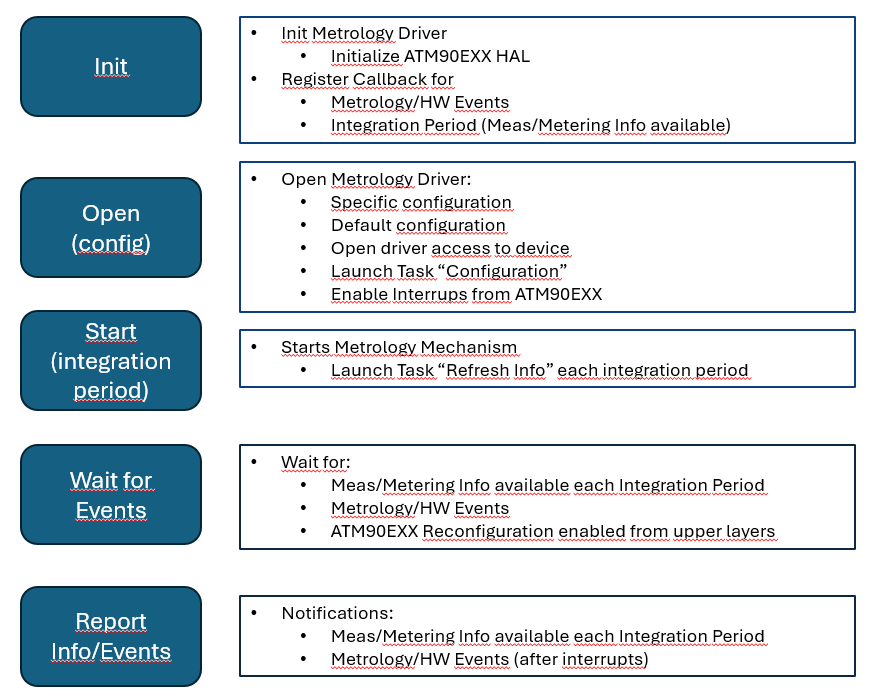 Init
• Init Metrology Driver
• Initialize ATM90EXX HAL
• Register Callback for
• Metrology/HW Events
• Integration Period (Meas/Metering Info available)
Open
(config)
• Open Metrology Driver:
• Specific configuration
• Default configuration
• Open driver access to device
• Launch Task “Configuration”
• Enable Interrups from ATM90EXX
Start
(integration
period)
• Starts Metrology Mechanism
• Launch Task “Refresh Info” each integration period
Wait for
Events
• Wait for:
• Meas/Metering Info available each Integration Period
• Metrology/HW Events
• ATM90EXX Reconfiguration enabled from upper layers
Report
Info/Events
• Notifications:
• Meas/Metering Info available each Integration Period
• Metrology/HW Events (after interrupts)